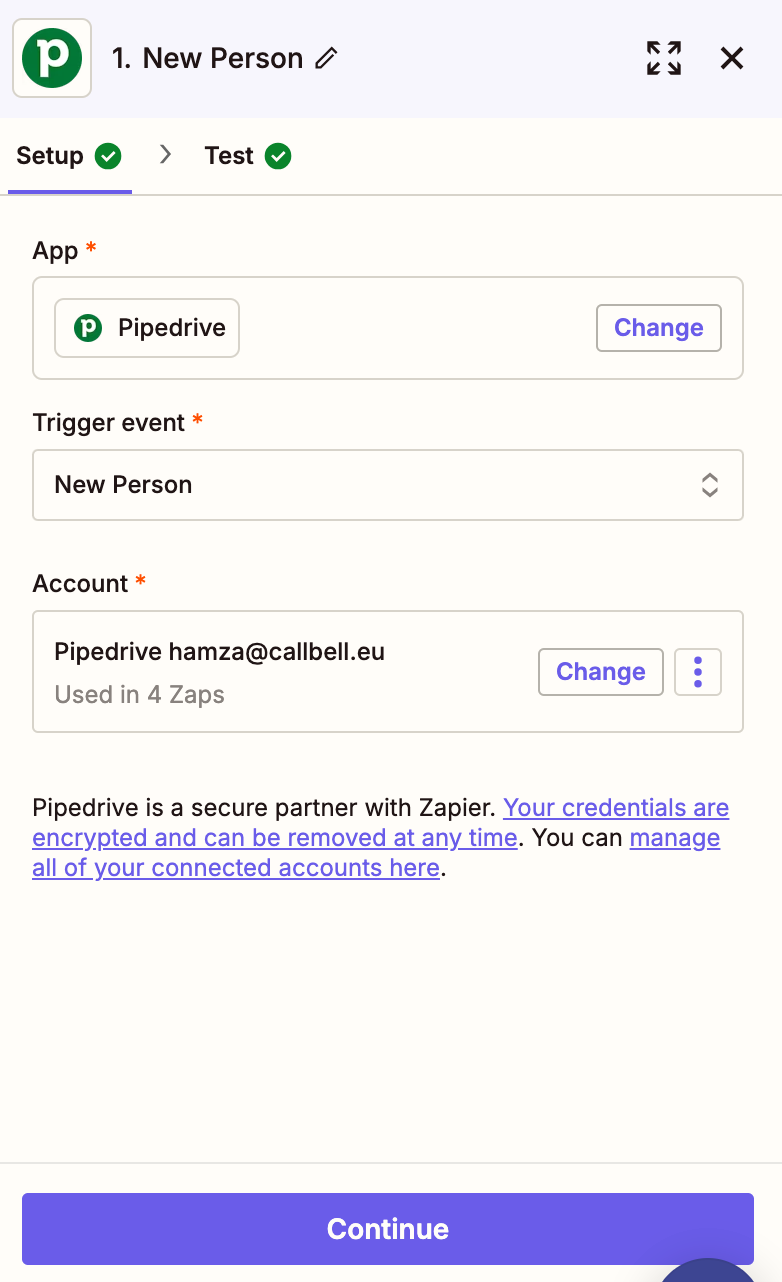 1. New Person
Setup
Test
App *
Pipedrive
Change
Trigger event *
New Person
Account *
Pipedrive hamza@callbell.eu
Used in 4 Zaps
Change
Pipedrive is a secure partner with Zapier. Your credentials are
encrypted and can be removed at any time. You can manage
all of your connected accounts here.
Continue